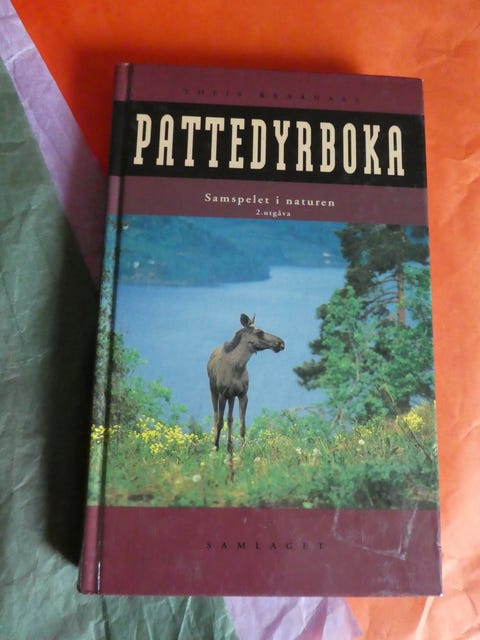 PATTEDYRBOKA
Samspelet i naturen
2.utgåva
SAMLAGET